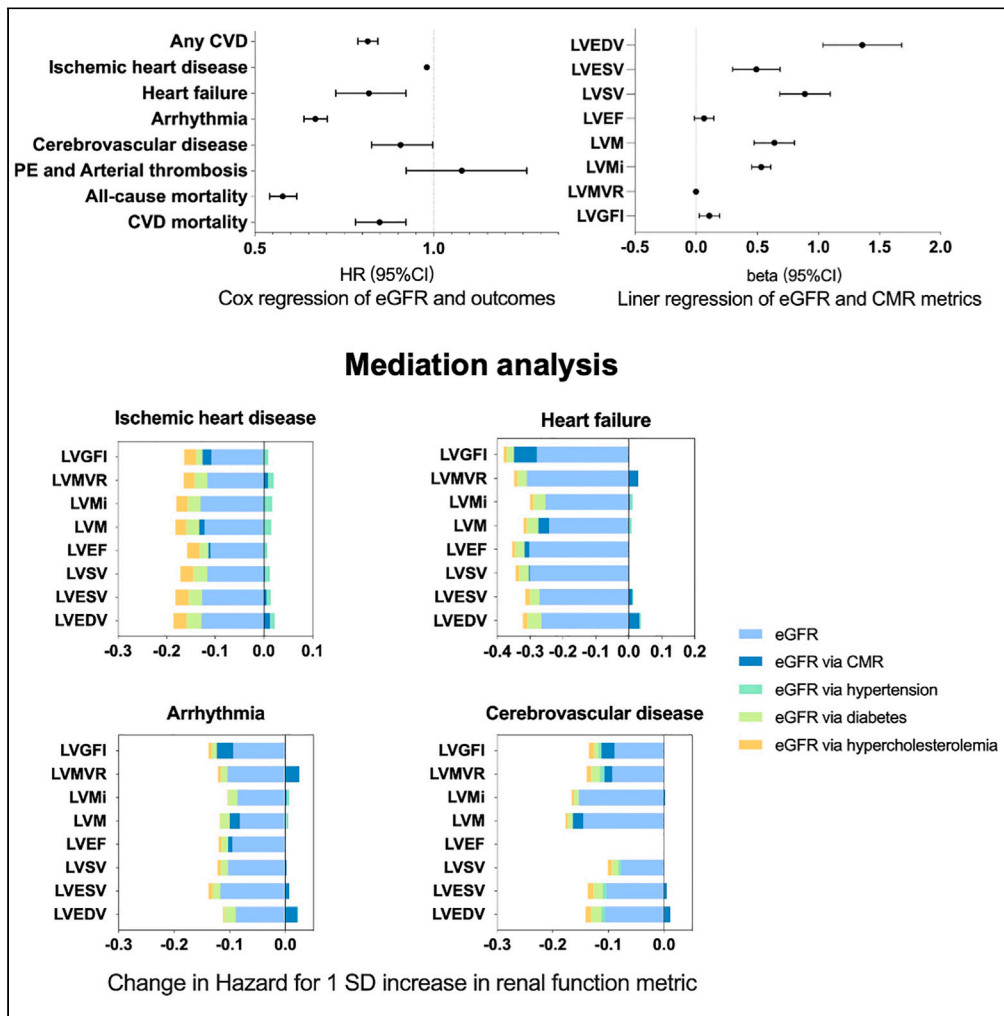 Any CVD
Ischemic heart disease
Heart failure
Arrhythmia
Cerebrovascular disease
PE and Arterial thrombosis
All-cause mortality
CVD mortality
0.5 1.0
HR (95%CI)
Cox regression of eGFR and outcomes
LVEDV
LVESV
LVSV
LVEF
LVM
LVMi
LVMVR
LVGFI
-0.5 0.0 0.5 1.0 1.5 2.0
beta (95%CI)
Liner regression of eGFR and CMR metrics
Mediation analysis
Ischemic heart disease
LVGFI
LVMVR
LVMi
LVM
LVEF
LVSV
LVESV
LVEDV
-0.3 -0.2 -0.1 0.0 0.1
Heart failure
LVGFI
LVMVR
LVMi
LVM
LVEF
LVSV
LVESV
LVEDV
-0.4 -0.3 -0.2 -0.1 0.0 0.1 0.2
eGFR
eGFR via CMR
eGFR via hypertension
eGFR via diabetes
eGFR via hypercholesterolemia
Arrhythmia
LVGFI
LVMVR
LVMi
LVM
LVEF
LVSV
LVESV
LVEDV
-0.3 -0.2 -0.1 0.0
Cerebrovascular disease
LVGFI
LVMVR
LVMi
LVM
LVEF
LVSV
LVESV
LVEDV
-0.3 -0.2 -0.1 0.0
Change in Hazard for 1 SD increase in renal function metric